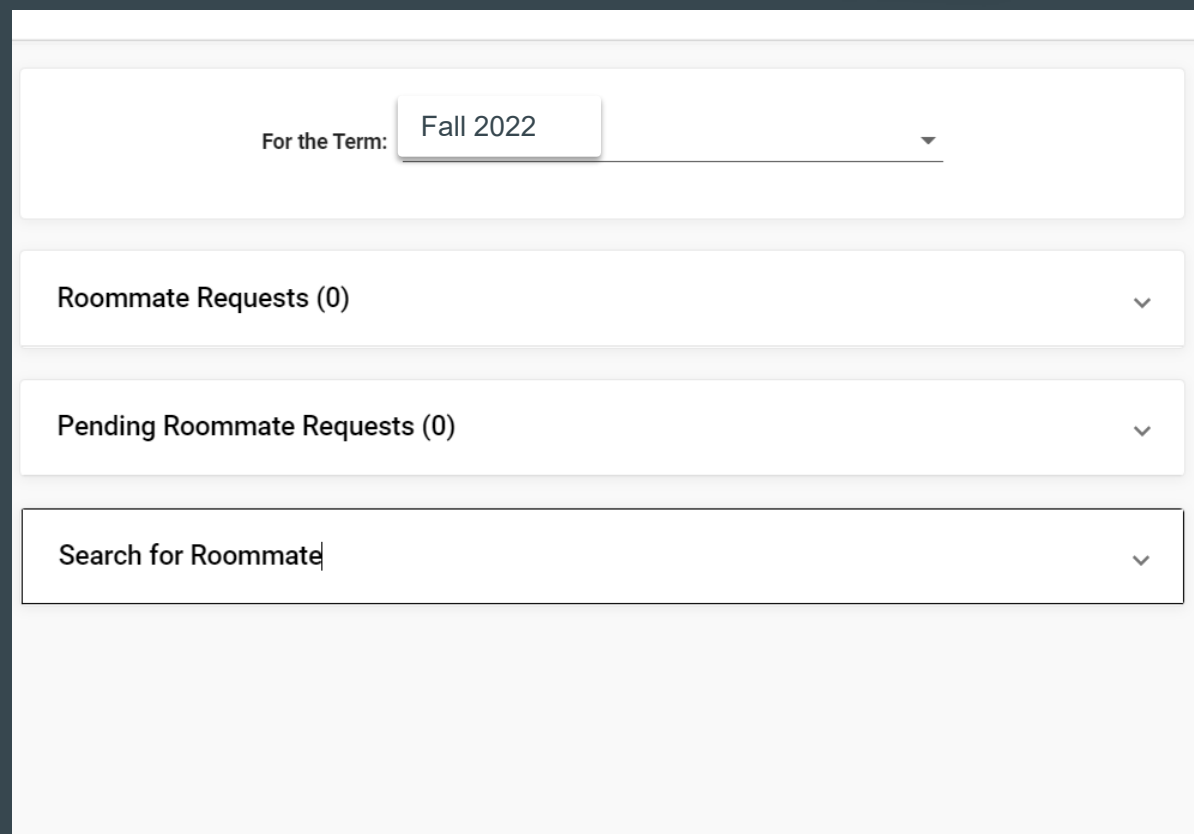 For the Term: Fall 2022
Roommate Requests (0)
Pending Roommate Requests (0)
Search for Roommate